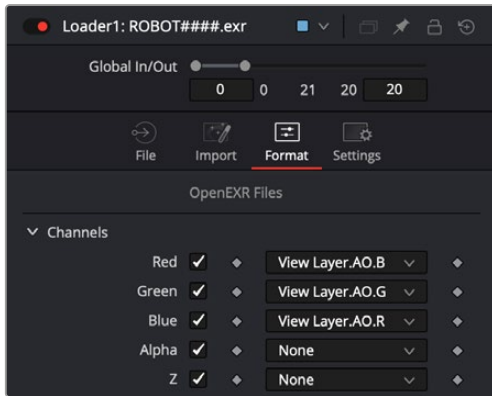 Loader1: ROBOT####.exr
Global In/Out
0 0 21 20 20
File Import Format Settings
OpenEXR Files
Channels
Red View Layer.AO.B
Green View Layer.AO.G
Blue View Layer.AO.R
Alpha None
Z None